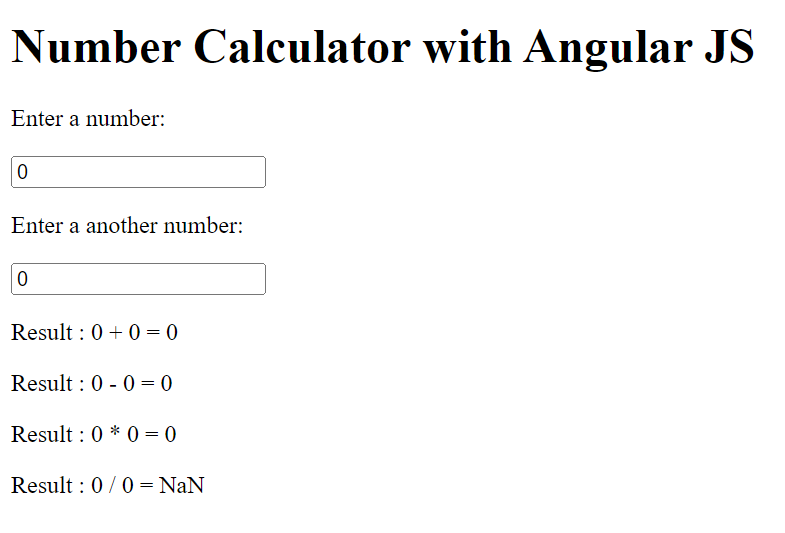 Number Calculator with Angular JS
Enter a number:
0
Enter a another number:
0
Result : 0 + 0 = 0
Result : 0 - 0 = 0
Result : 0 * 0 = 0
Result : 0 / 0 = NaN